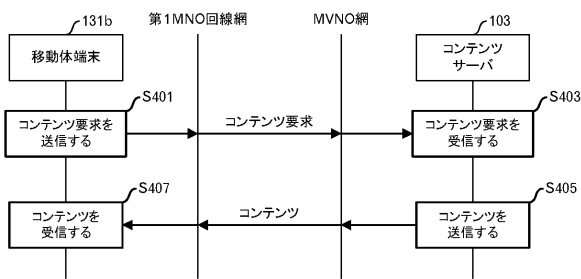 131b
第1MNO回線網
MVNO網
103
移動体端末
コンテンツ
サーバ
S401
S403
コンテンツ要求を
送信する
コンテンツ要求
コンテンツ要求を
受信する
S407
S405
コンテンツを
受信する
コンテンツ
コンテンツを
送信する